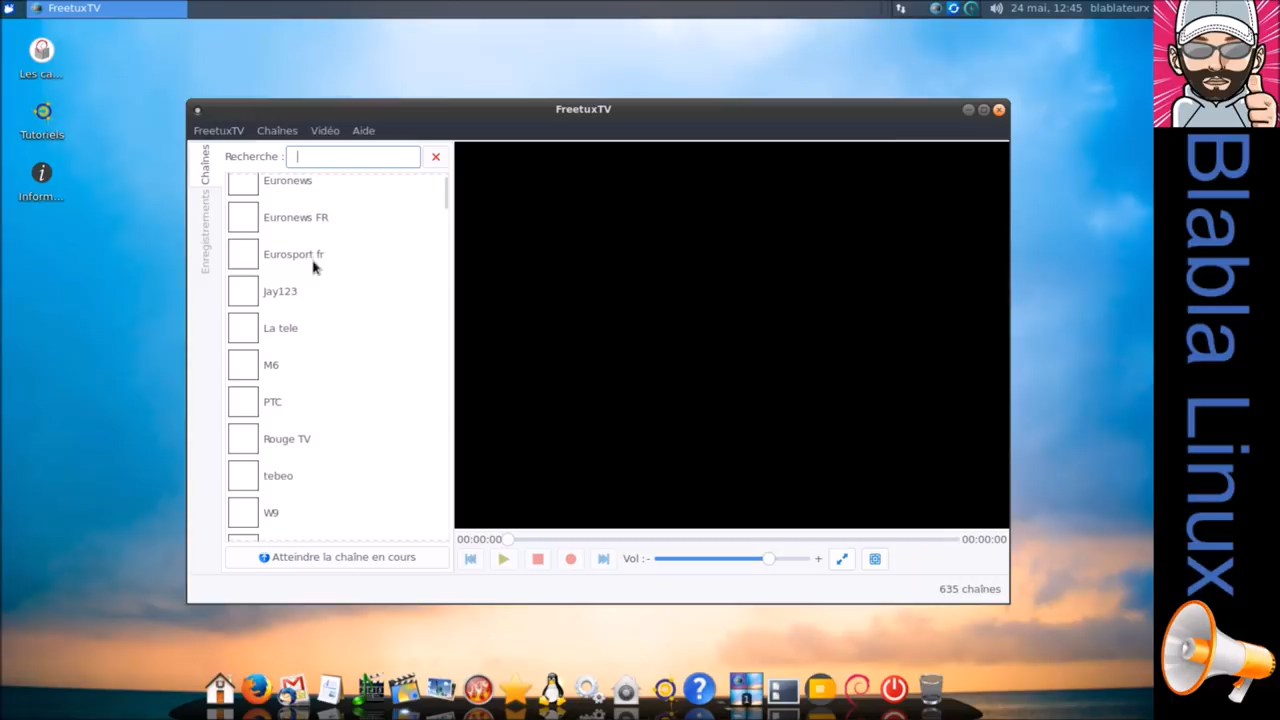 FreetuxTV
24 mai, 12:45 blablateurx
Les ca...
Tutoriels
Inform...
FreetuxTV
FreetuxTV Chaînes Vidéo Aide
Chaînes
Enregistrements
Recherche :
Euronews
Euronews FR
Eurosport fr
Jay123
La tele
M6
PTC
Rouge TV
tebeo
W9
Atteindre la chaîne en cours
00:00:00 00:00:00
Vol : - +
635 chaînes
1
Blabla Linux